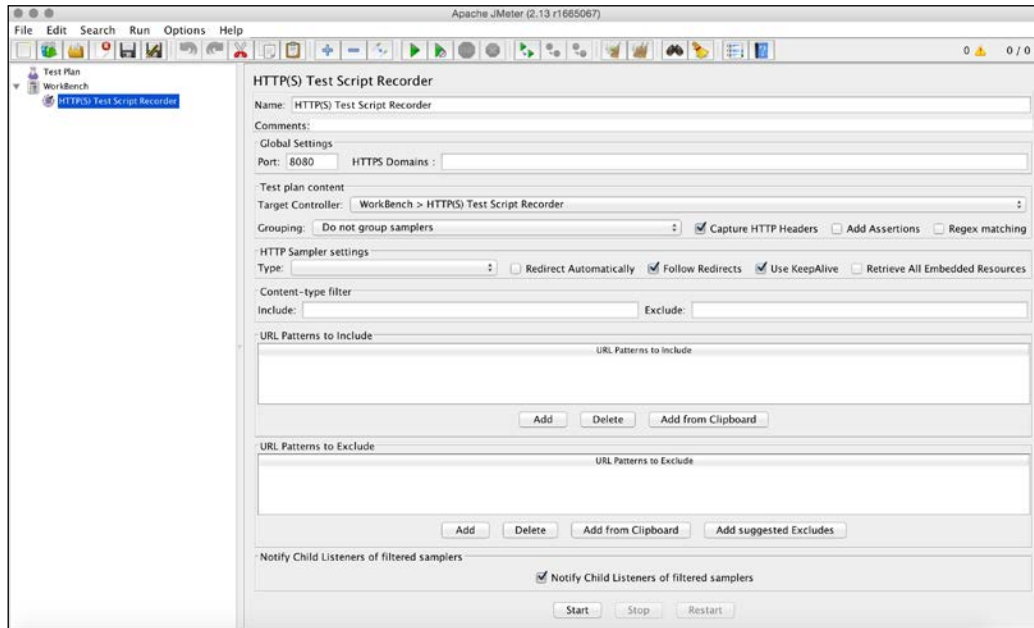 Apache JMeter (2.13 r1665067)
File Edit Search Run Options Help
0 0 / 0
Test Plan
WorkBench
HTTP(S) Test Script Recorder
HTTP(S) Test Script Recorder
Name: HTTP(S) Test Script Recorder
Comments:
Global Settings
Port: 8080 HTTPS Domains :
Test plan content
Target Controller: WorkBench > HTTP(S) Test Script Recorder
Grouping: Do not group samplers Capture HTTP Headers Add Assertions Regex matching
HTTP Sampler settings
Type: Redirect Automatically Follow Redirects Use KeepAlive Retrieve All Embedded Resources
Content-type filter
Include: Exclude:
URL Patterns to Include
URL Patterns to Include
Add Delete Add from Clipboard
URL Patterns to Exclude
URL Patterns to Exclude
Add Delete Add from Clipboard Add suggested Excludes
Notify Child Listeners of filtered samplers
Notify Child Listeners of filtered samplers
Start Stop Restart